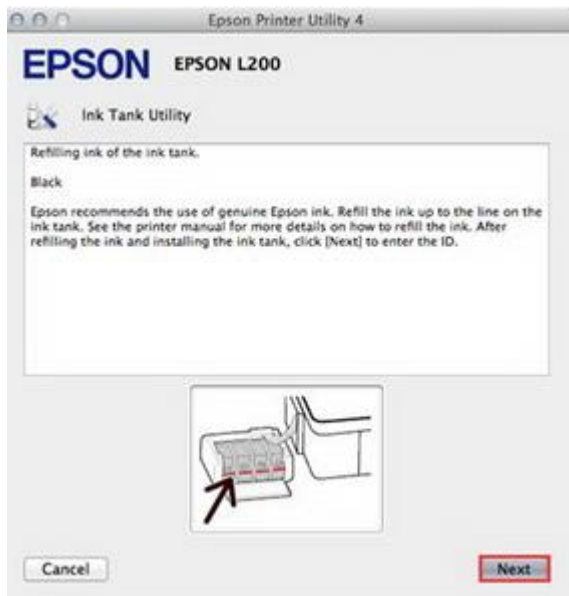 Epson Printer Utility 4
EPSON EPSON L200
Ink Tank Utility
Refilling ink of the ink tank.
Black
Epson recommends the use of genuine Epson ink. Refill the ink up to the line on the
ink tank. See the printer manual for more details on how to refill the ink. After
refilling the ink and installing the ink tank, click [Next] to enter the ID.
Cancel Next